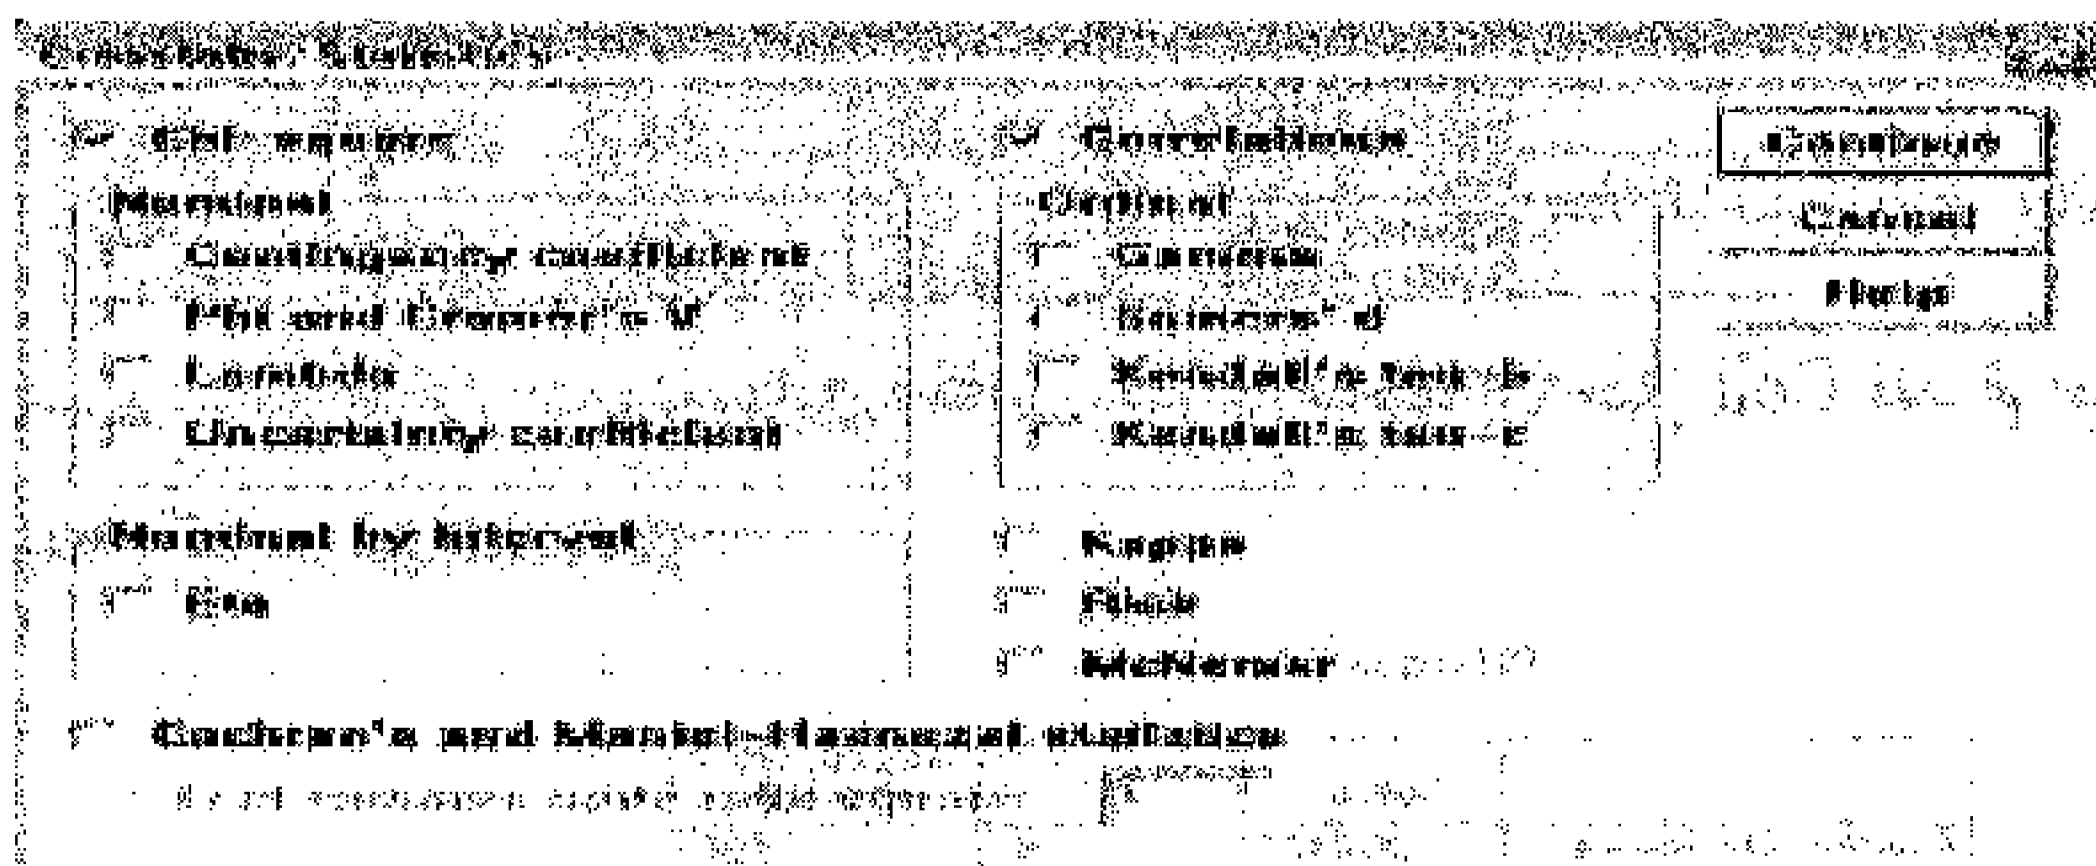 Crosstabs: Statistics
Chi-square
Correlations
Continue
Nominal
Ordinal
Cancel
Contingency coefficient
Gamma
Help
Phi and Cramér's V
Somers' d
Lambda
Kendall's tau-b
Uncertainty coefficient
Kendall's tau-c
Nominal by Interval
Kappa
Eta
Risk
McNemar
Cochran's and Mantel-Haenszel statistics